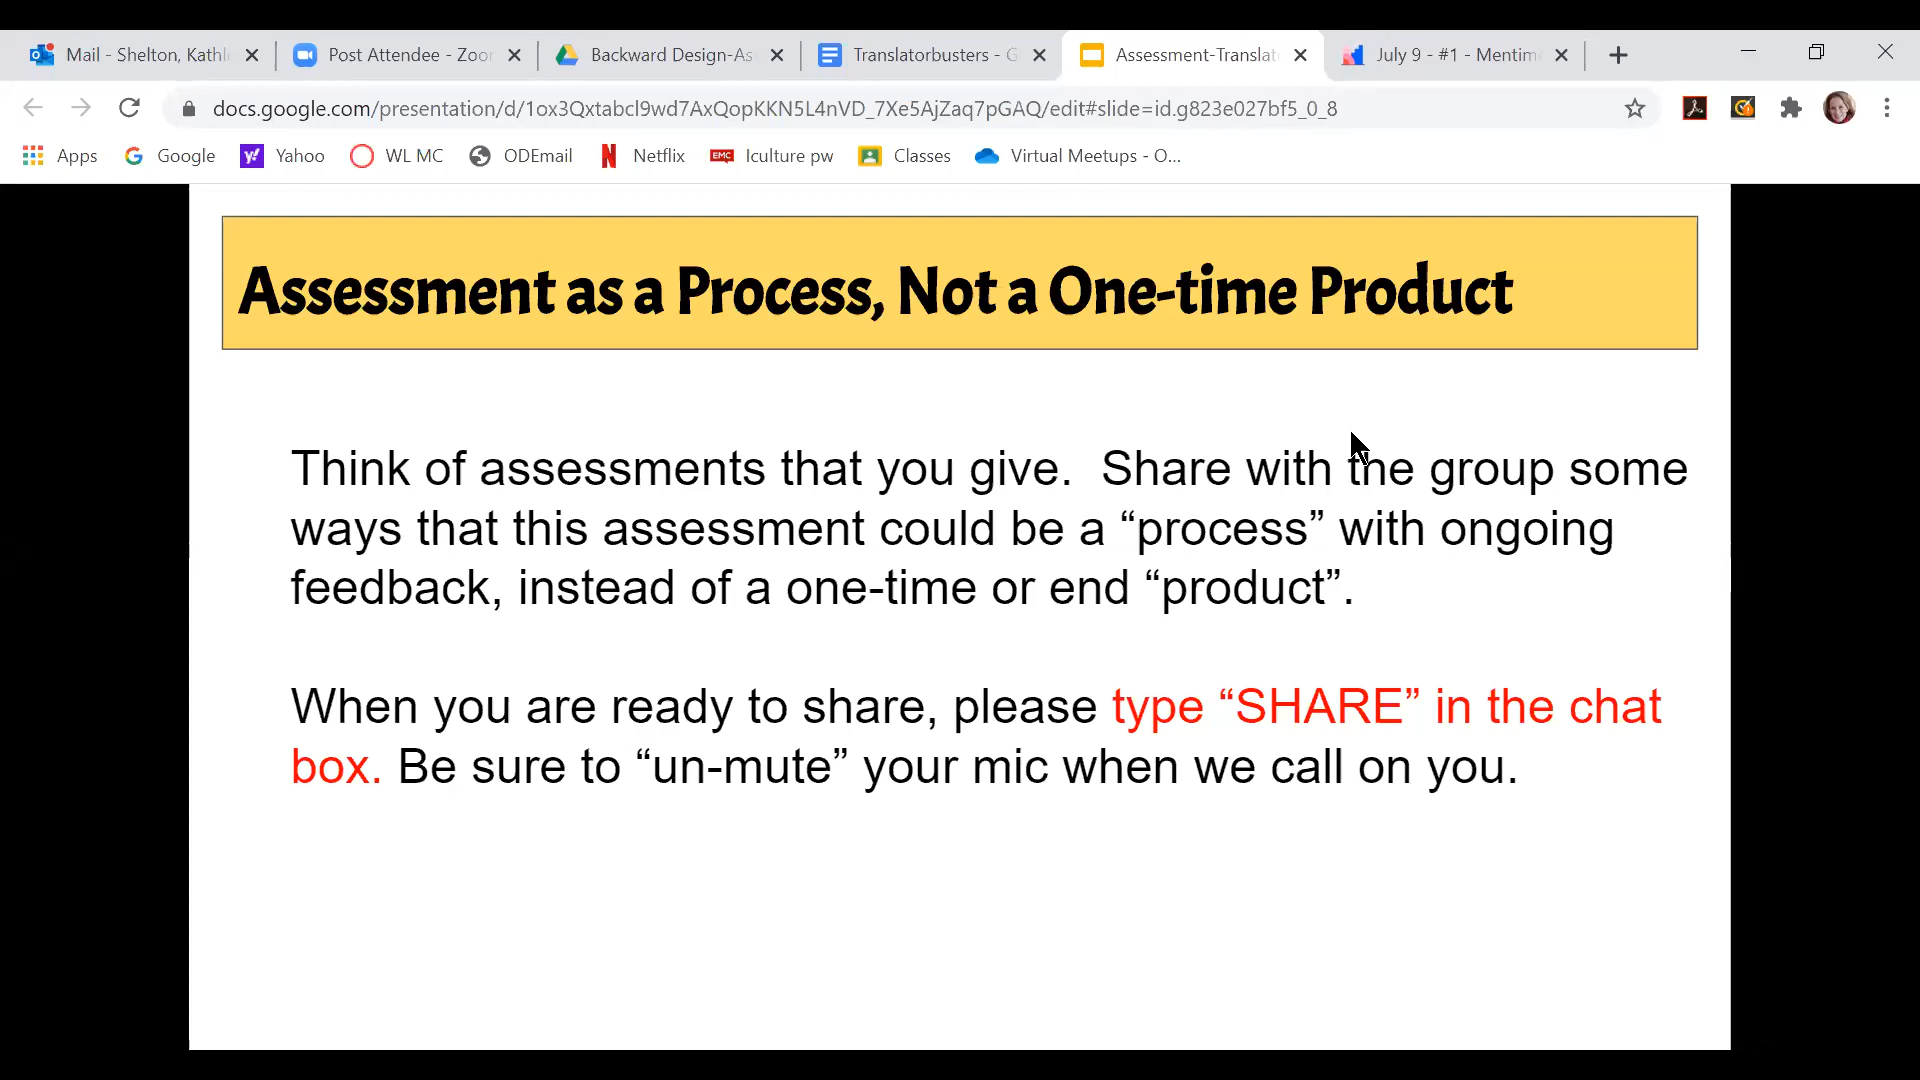 Mail - Shelton, Kathl
Post Attendee - Zoo
Backward Design-As
Translatorbusters - G
Assessment-Translat
July 9 - #1 - Mentim
docs.google.com/presentation/d/1ox3Qxtabcl9wd7AxQopKKN5L4nVD_7Xe5AjZaq7pGAQ/edit#slide=id.g823e027bf5_0_8
Apps
Google
Yahoo
WL MC
ODEmail
Netflix
EMC
Iculture pw
Classes
Virtual Meetups - O...
Assessment as a Process, Not a One-time Product
Think of assessments that you give.  Share with the group some
ways that this assessment could be a “process” with ongoing
feedback, instead of a one-time or end “product”.
When you are ready to share, please type “SHARE” in the chat
box. Be sure to “un-mute” your mic when we call on you.